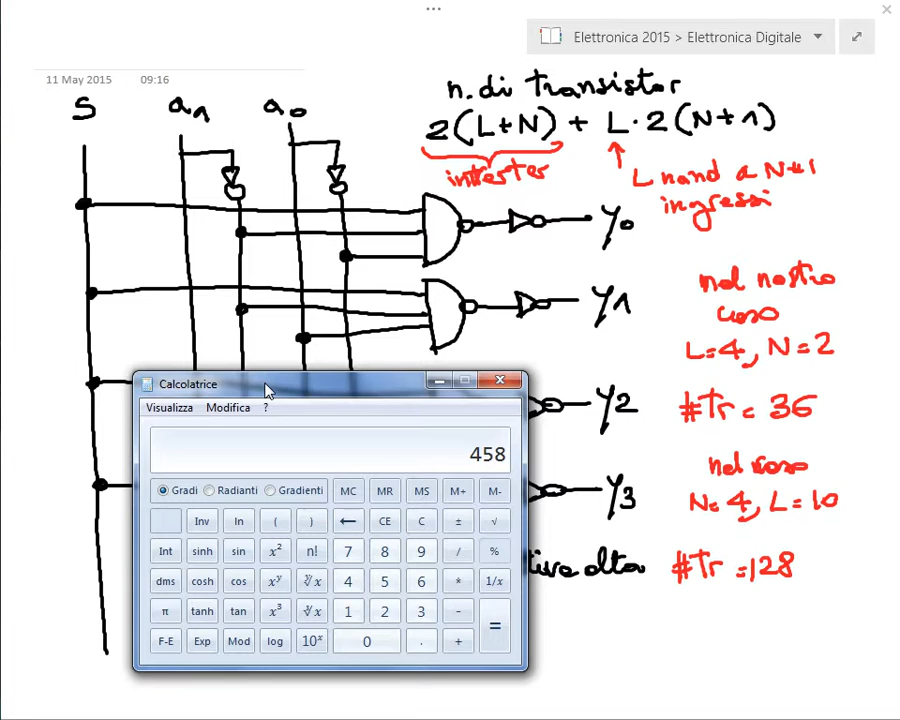 Elettronica 2015 > Elettronica Digitale
11 May 2015 09:16
S a1 a0
n. di transistor
2(L+N) + L·2(N+1)
L nand a N+1
ingressi
Y0
Y1
nel nostro
caso
L=4, N=2
Y2
#Tr = 36
nel caso
Y3
N=4, L=10
#Tr =128
Calcolatrice
Visualizza Modifica ?
458
Gradi Radianti Gradienti MC MR MS M+ M-
Inv ln ( ) ← CE C ± √
Int sinh sin x² n! 7 8 9 / %
dms cosh cos x^y ʸ√x 4 5 6 * 1/x
π tanh tan x³ ³√x 1 2 3 - =
F-E Exp Mod log 10ˣ 0 . +